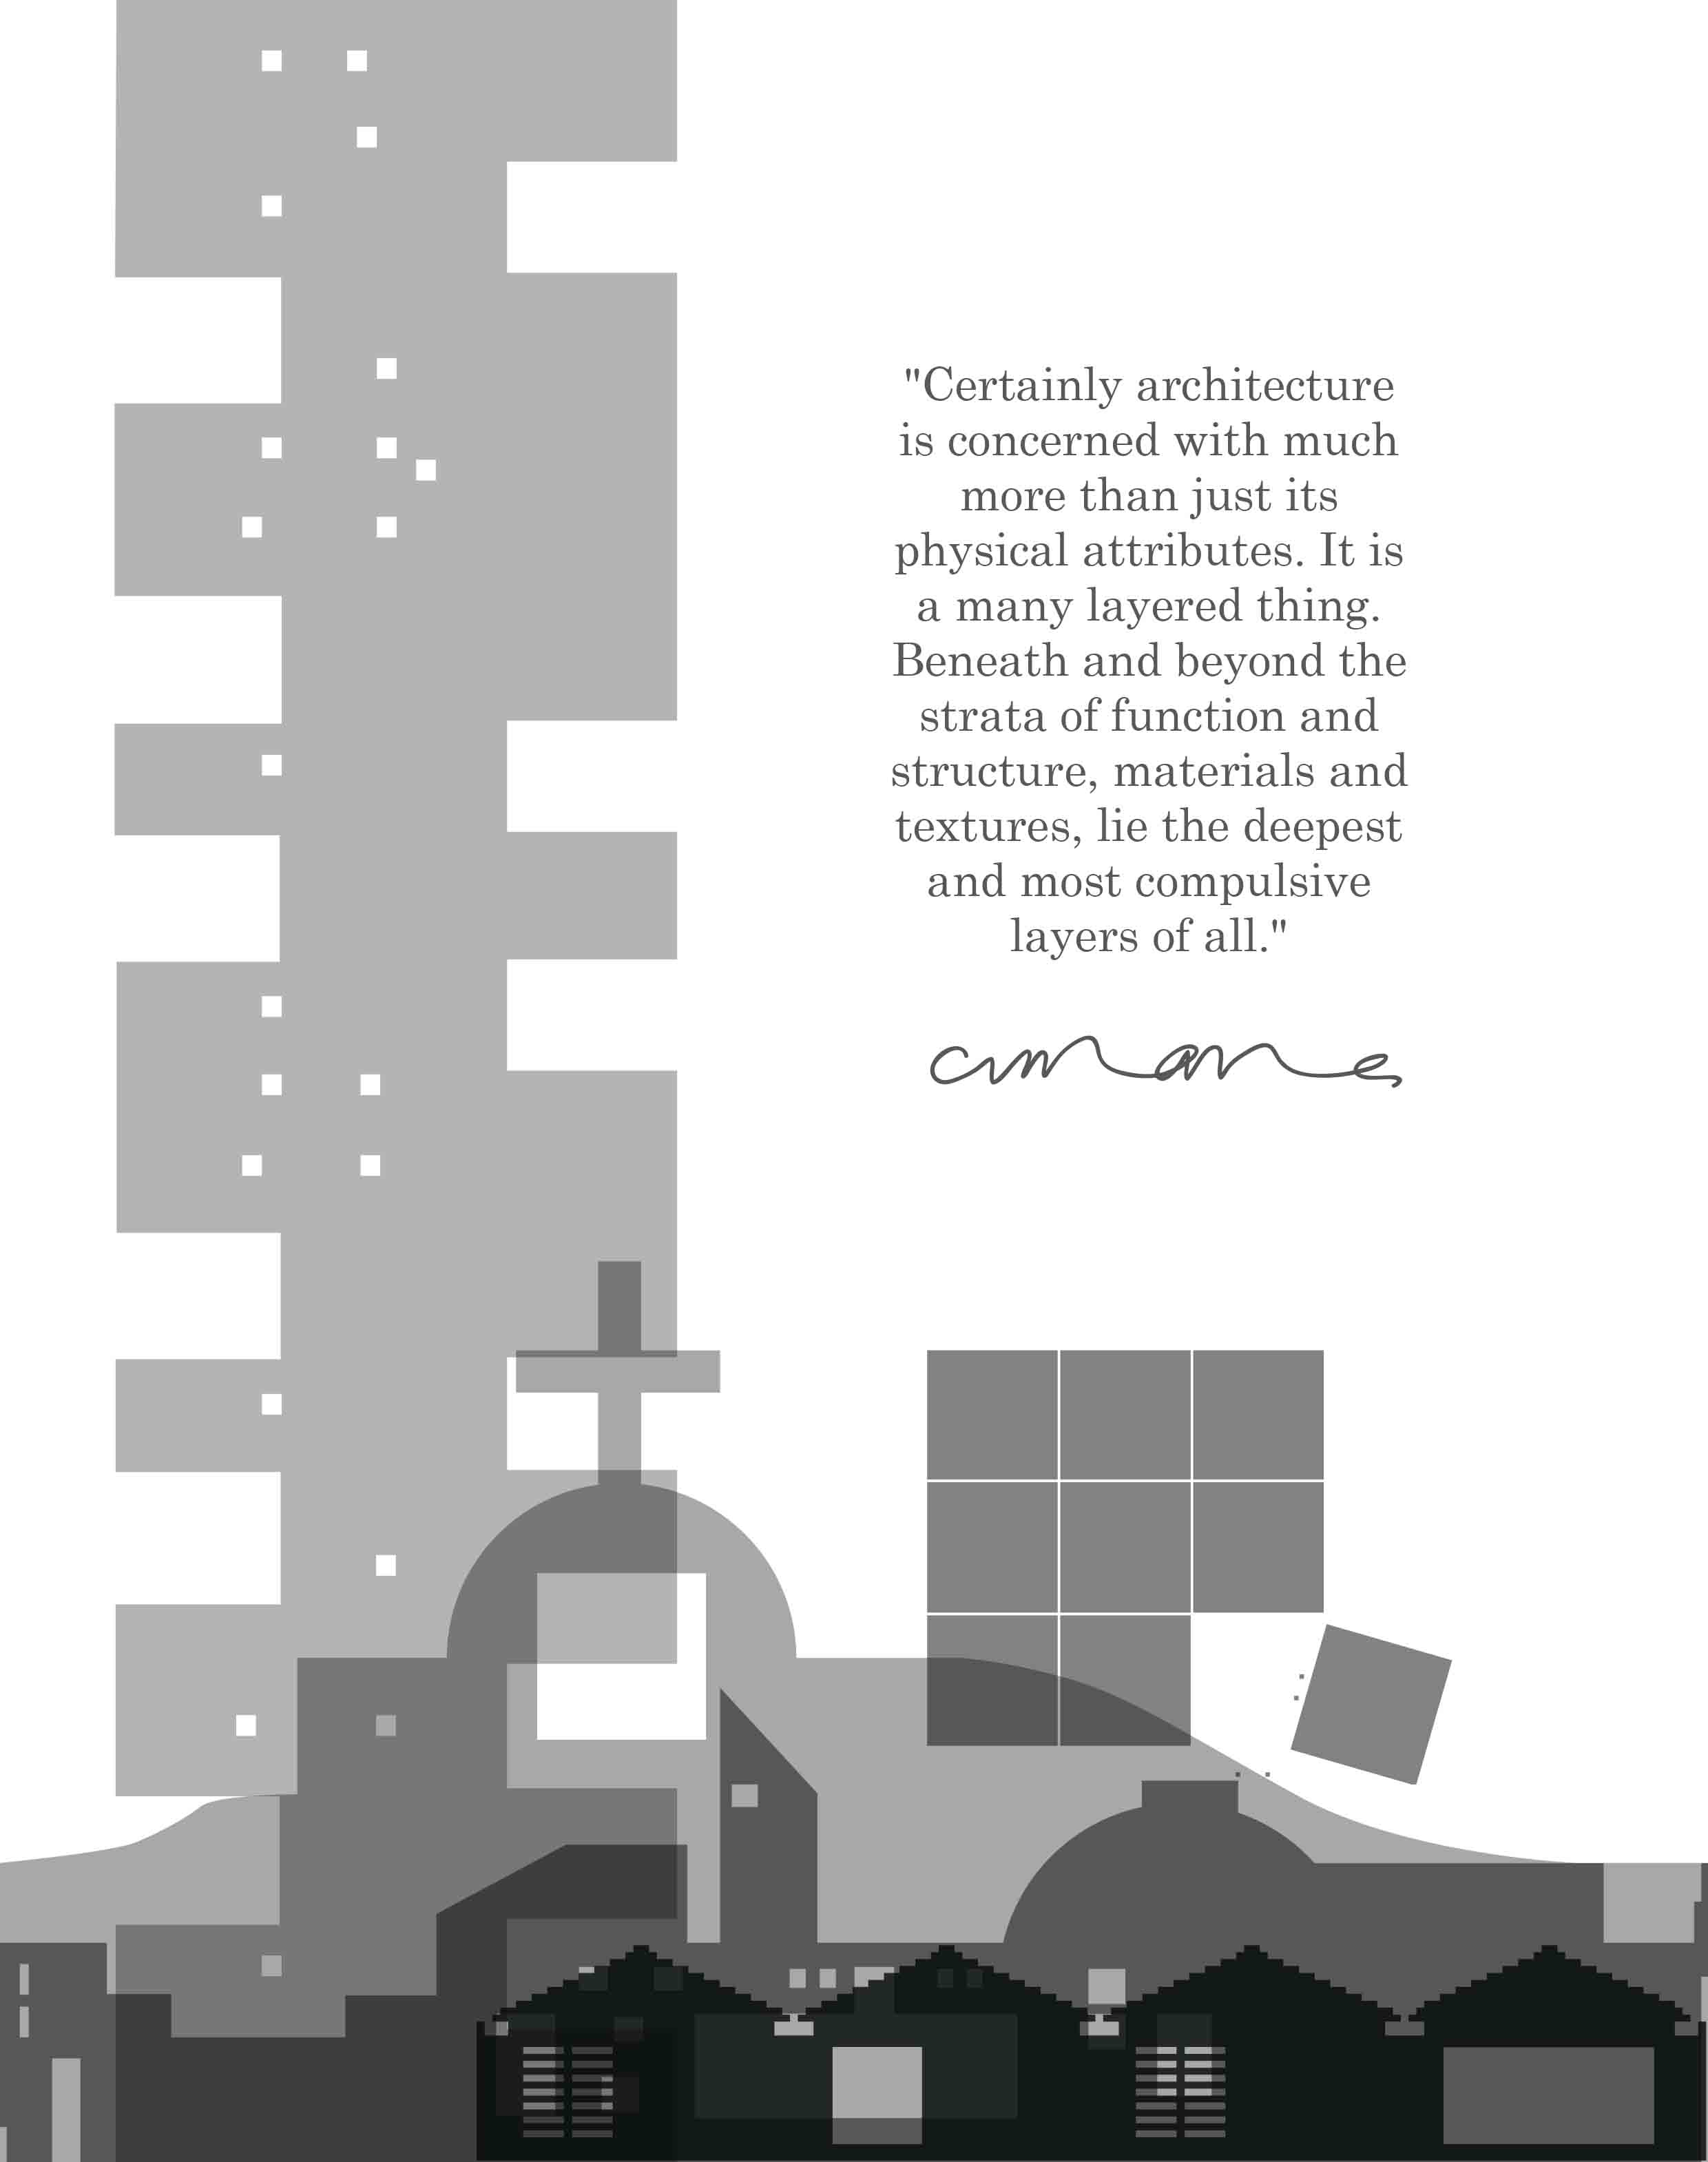 "Certainly architecture
is concerned with much
more than just its
physical attributes. It is
a many layered thing.
Beneath and beyond the
strata of function and
structure, materials and
textures, lie the deepest
and most compulsive
layers of all."